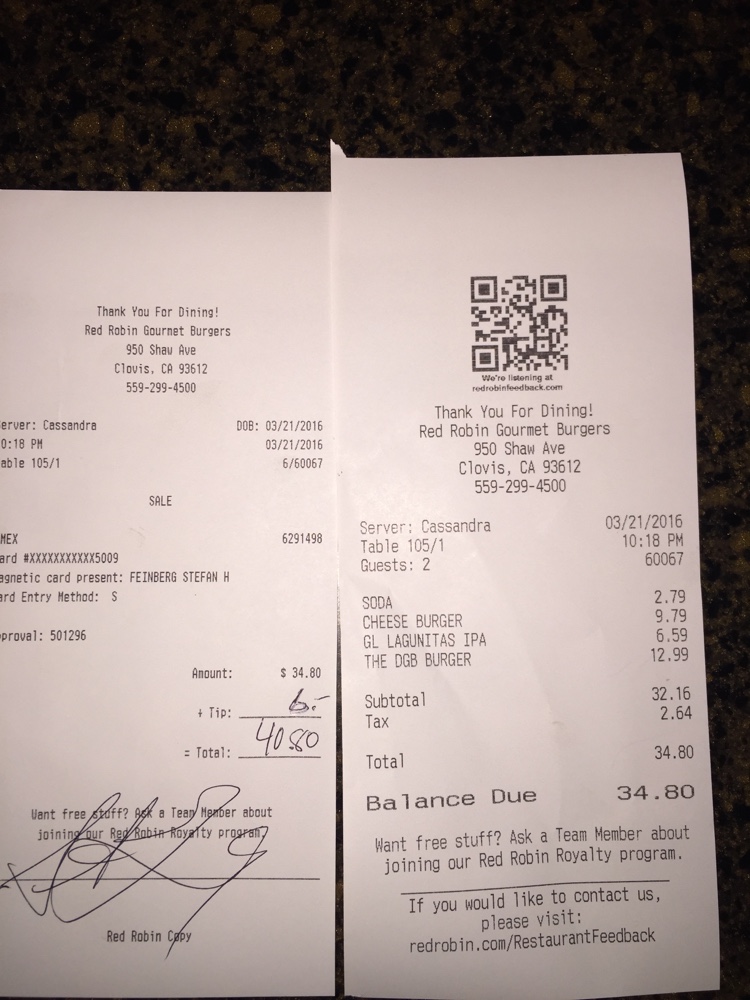 Thank You For Dining!
Red Robin Gourmet Burgers
950 Shaw Ave
Clovis, CA 93612
559-299-4500
erver: Cassandra DOB: 03/21/2016
0:18 PM 03/21/2016
able 105/1 6/60067
SALE
MEX 6291498
ard #XXXXXXXXXXX5009
agnetic card present: FEINBERG STEFAN H
ard Entry Method: S
proval: 501296
Amount: $ 34.80
+ Tip: 6.-
= Total: 40.80
Want free stuff? Ask a Team Member about
joining our Red Robin Royalty program.
Red Robin Copy
We're listening at
redrobinfeedback.com
Thank You For Dining!
Red Robin Gourmet Burgers
950 Shaw Ave
Clovis, CA 93612
559-299-4500
Server: Cassandra 03/21/2016
Table 105/1 10:18 PM
Guests: 2 60067
SODA 2.79
CHEESE BURGER 9.79
GL LAGUNITAS IPA 6.59
THE DGB BURGER 12.99
Subtotal 32.16
Tax 2.64
Total 34.80
Balance Due 34.80
Want free stuff? Ask a Team Member about
joining our Red Robin Royalty program.
If you would like to contact us,
please visit:
redrobin.com/RestaurantFeedback